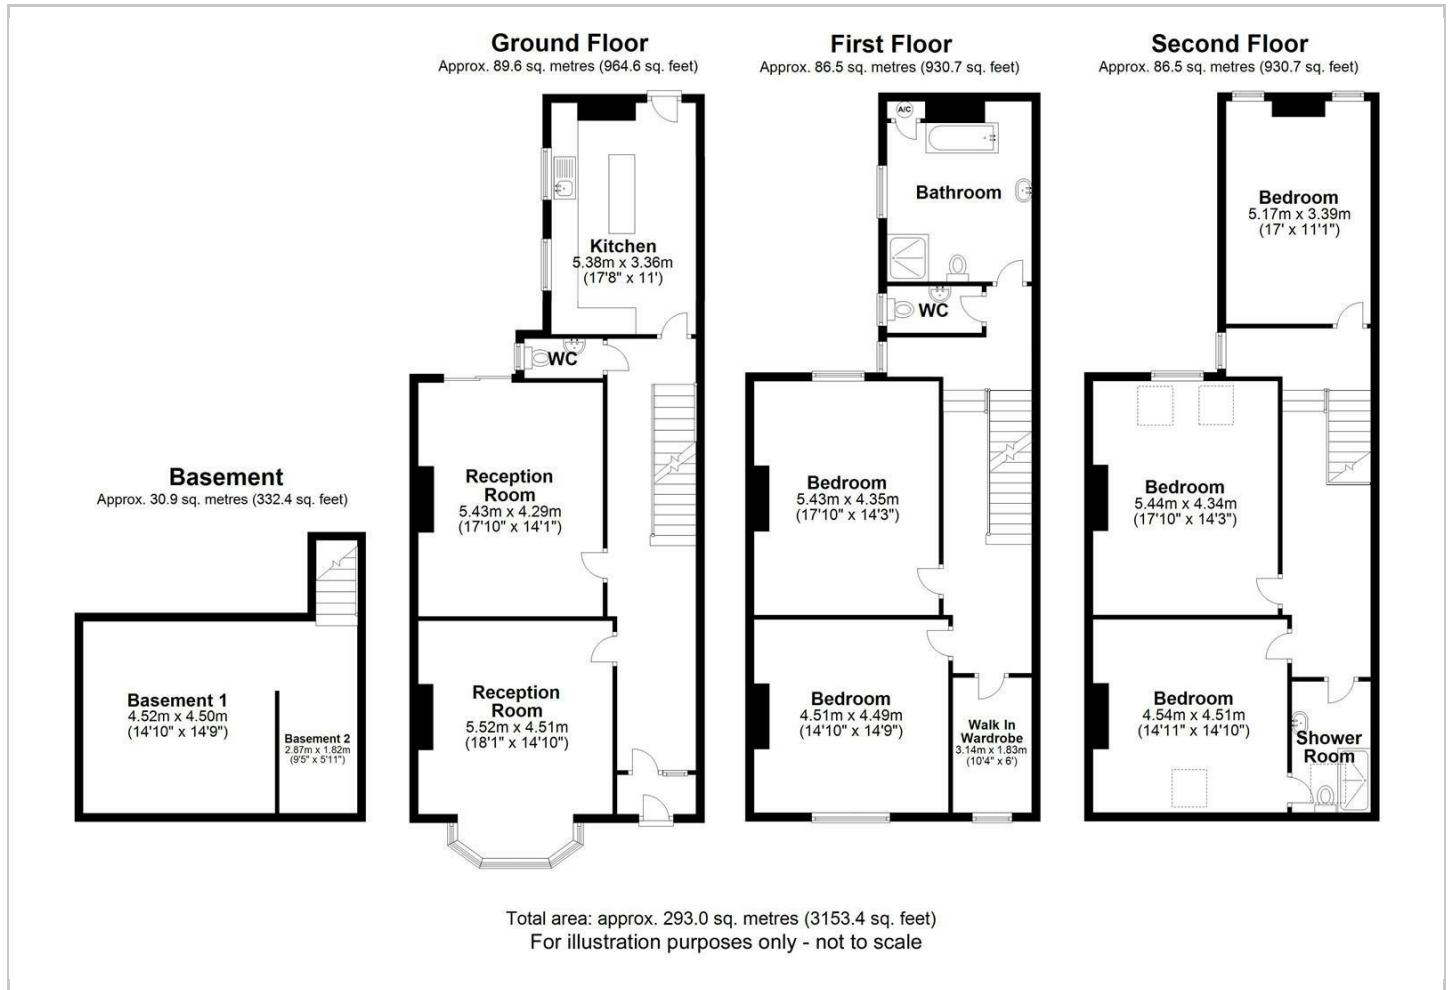 Ground Floor
Approx. 89.6 sq. metres (964.6 sq. feet)
Kitchen
5.38m x 3.36m
(17'8" x 11')
WC
Reception
Room
5.43m x 4.29m
(17'10" x 14'1")
Reception
Room
5.52m x 4.51m
(18'1" x 14'10")
First Floor
Approx. 86.5 sq. metres (930.7 sq. feet)
A/C
Bathroom
WC
Bedroom
5.43m x 4.35m
(17'10" x 14'3")
Bedroom
4.51m x 4.49m
(14'10" x 14'9")
Walk In
Wardrobe
3.14m x 1.83m
(10'4" x 6')
Second Floor
Approx. 86.5 sq. metres (930.7 sq. feet)
Bedroom
5.17m x 3.39m
(17' x 11'1")
Bedroom
5.44m x 4.34m
(17'10" x 14'3")
Bedroom
4.54m x 4.51m
(14'11" x 14'10")
Shower
Room
Basement
Approx. 30.9 sq. metres (332.4 sq. feet)
Basement 1
4.52m x 4.50m
(14'10" x 14'9")
Basement 2
2.87m x 1.82m
(9'5" x 5'11")
Total area: approx. 293.0 sq. metres (3153.4 sq. feet)
For illustration purposes only - not to scale